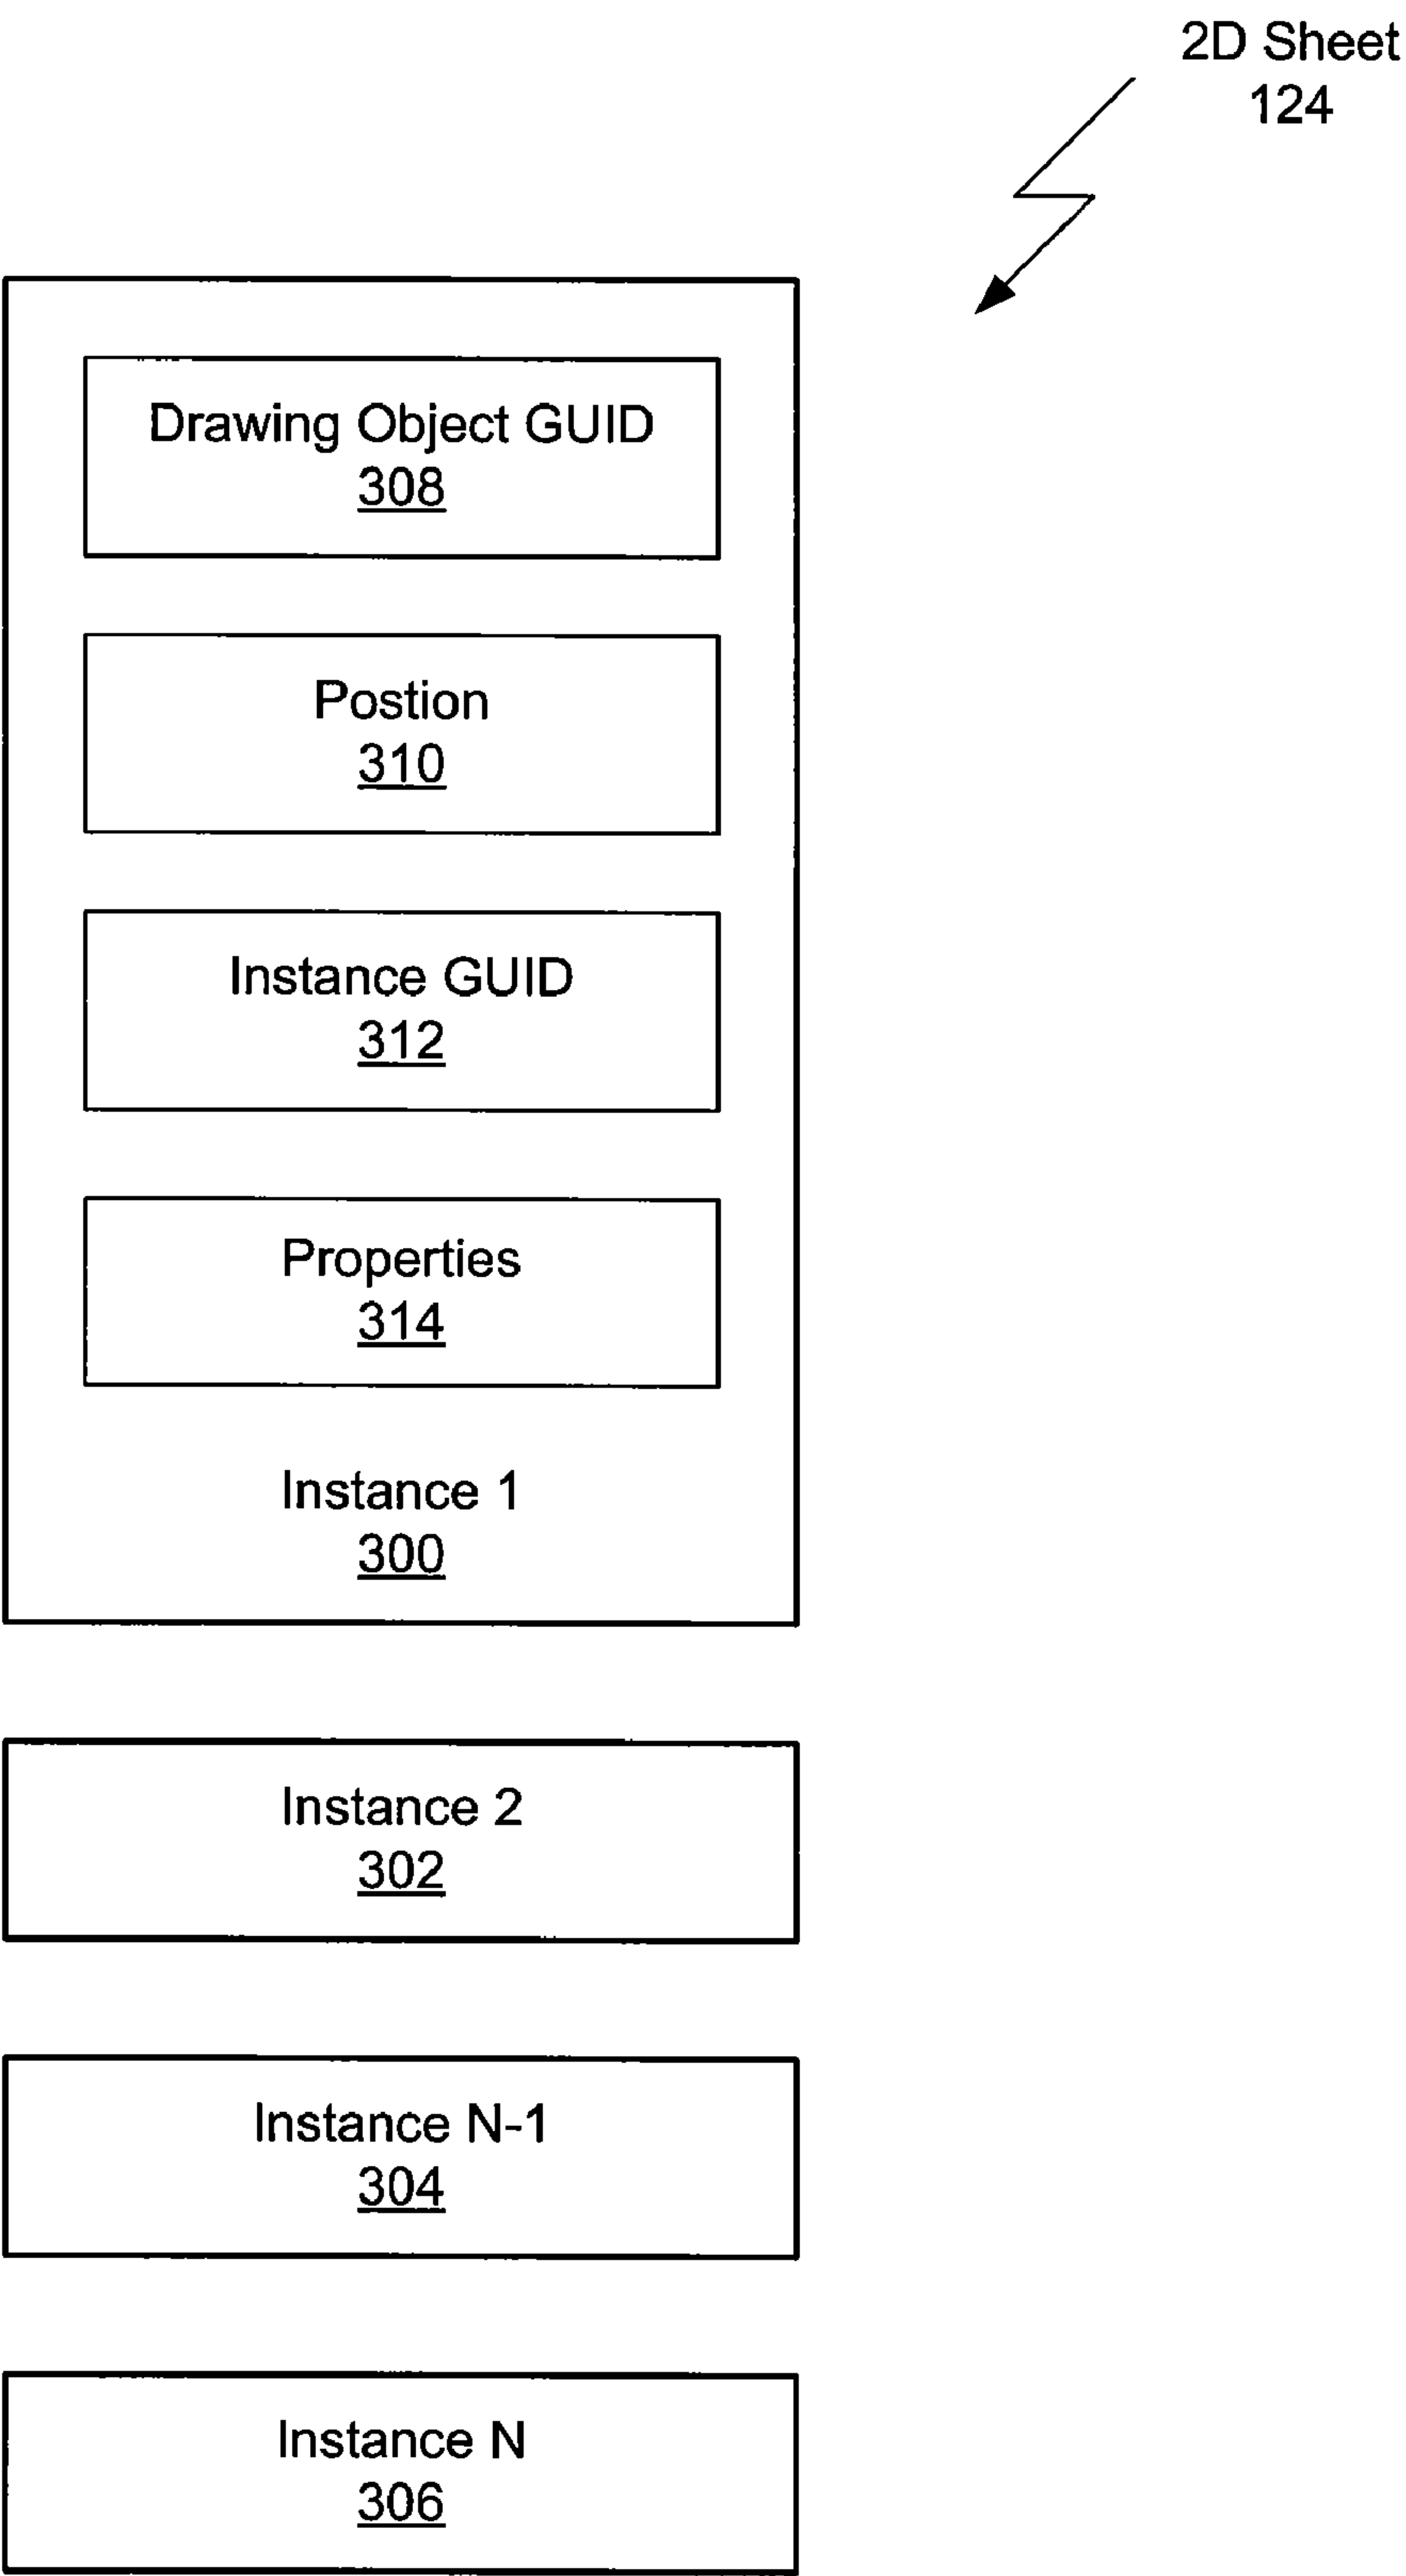 2D Sheet
124
Drawing Object GUID
308
Postion
310
Instance GUID
312
Properties
314
Instance 1
300
Instance 2
302
Instance N-1
304
Instance N
306